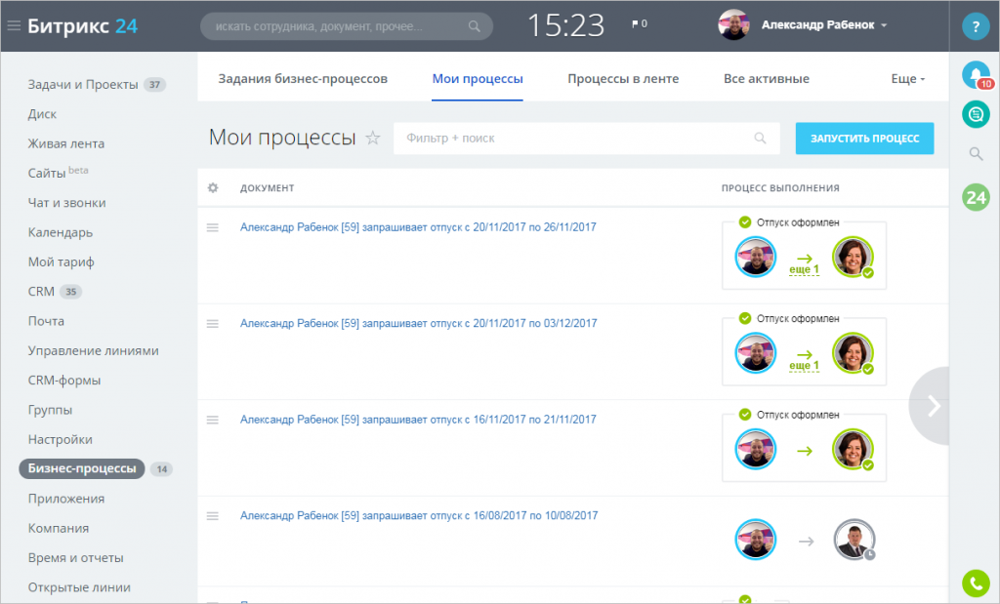 Битрикс 24
искать сотрудника, документ, прочее...
15:23
0
Александр Рабенок
?
10
24
Задачи и Проекты 37
Диск
Живая лента
Сайты beta
Чат и звонки
Календарь
Мой тариф
CRM 35
Почта
Управление линиями
CRM-формы
Группы
Настройки
Бизнес-процессы 14
Приложения
Компания
Время и отчеты
Открытые линии
Задания бизнес-процессов
Мои процессы
Процессы в ленте
Все активные
Еще
Мои процессы
Фильтр + поиск
ЗАПУСТИТЬ ПРОЦЕСС
ДОКУМЕНТ
ПРОЦЕСС ВЫПОЛНЕНИЯ
Александр Рабенок [59] запрашивает отпуск с 20/11/2017 по 26/11/2017
Отпуск оформлен
еще 1
Александр Рабенок [59] запрашивает отпуск с 20/11/2017 по 03/12/2017
Отпуск оформлен
еще 1
Александр Рабенок [59] запрашивает отпуск с 16/11/2017 по 21/11/2017
Отпуск оформлен
Александр Рабенок [59] запрашивает отпуск с 16/08/2017 по 10/08/2017